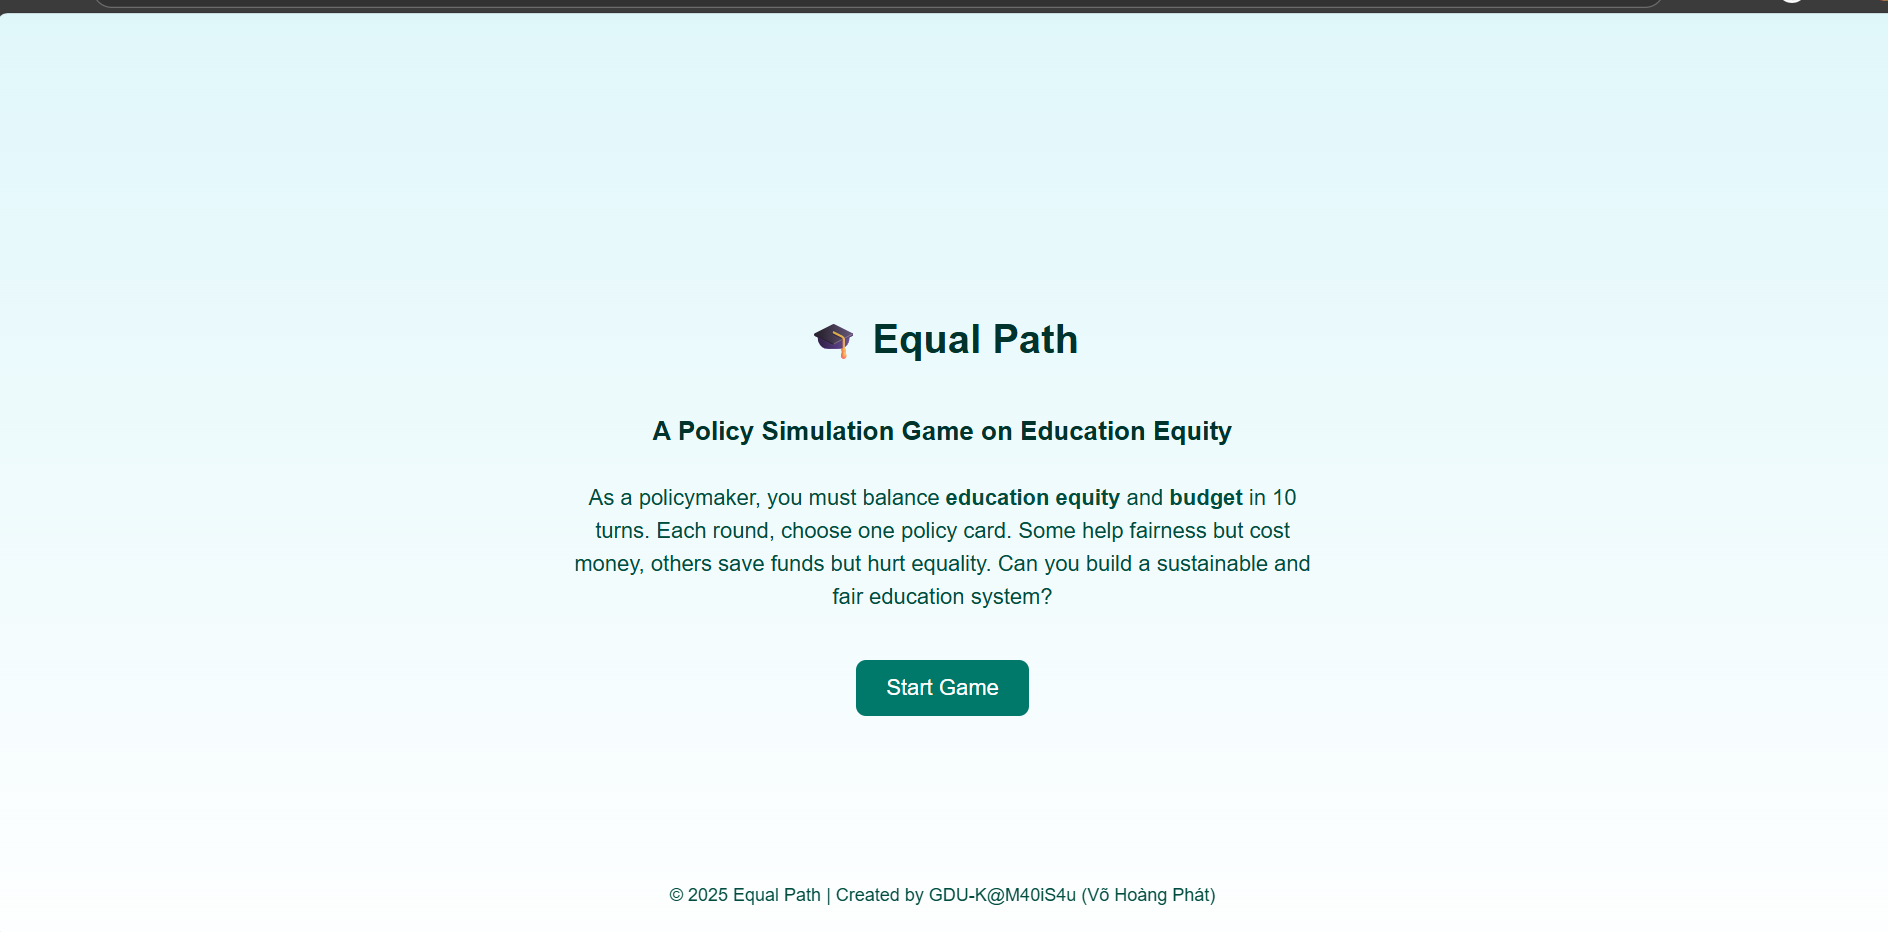 Equal Path
A Policy Simulation Game on Education Equity
As a policymaker, you must balance education equity and budget in 10
turns. Each round, choose one policy card. Some help fairness but cost
money, others save funds but hurt equality. Can you build a sustainable and
fair education system?
Start Game
© 2025 Equal Path | Created by GDU-K@M40iS4u (Võ Hoàng Phát)